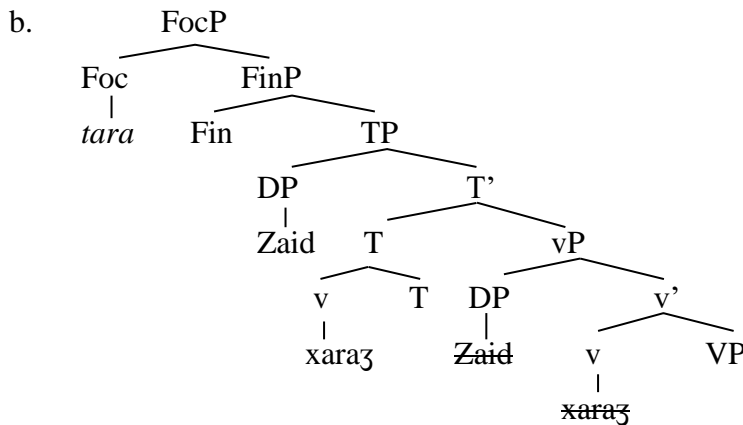 b. FocP
Foc FinP
tara Fin TP
DP T’
Zaid T vP
v T DP v’
xaraʒ Zaid v VP
xaraʒ